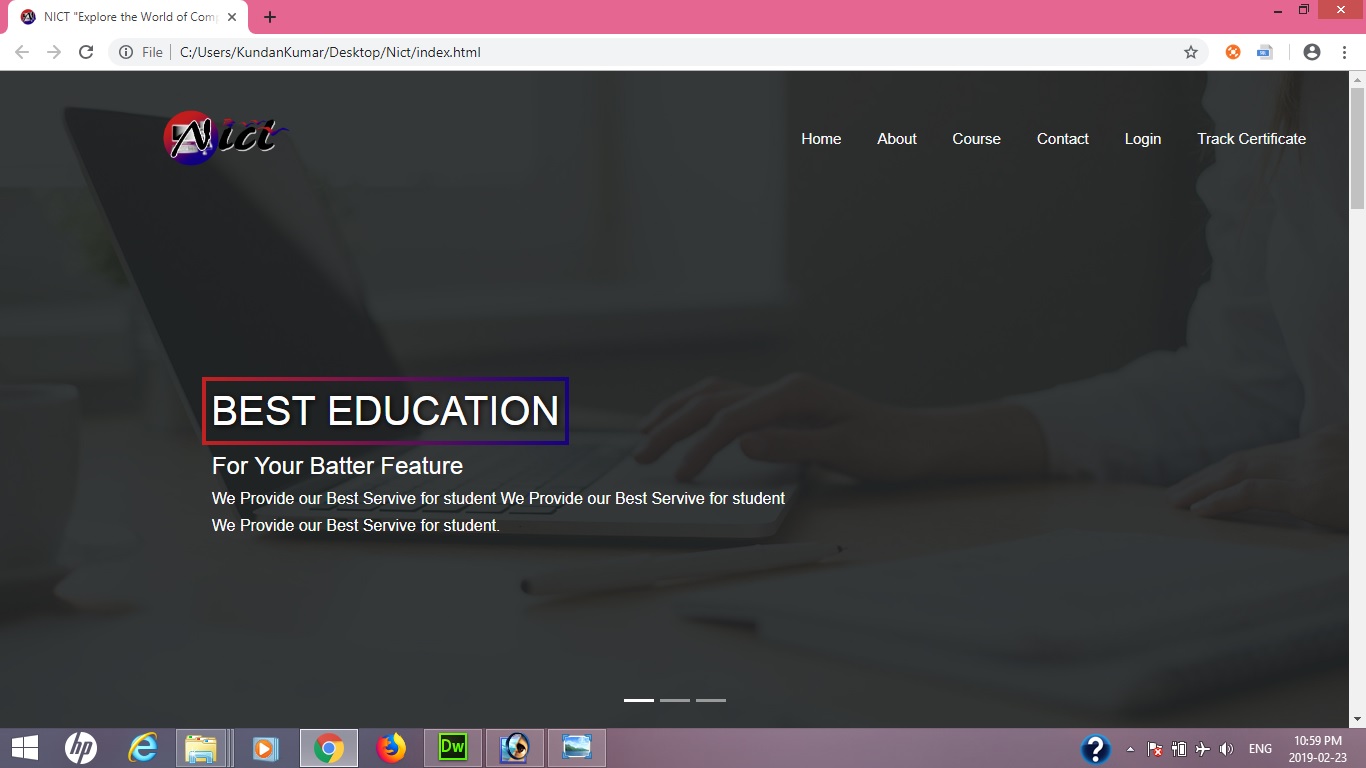 NICT "Explore the World of Comp
File
C:/Users/KundanKumar/Desktop/Nict/index.html
Nict
Home
About
Course
Contact
Login
Track Certificate
BEST EDUCATION
For Your Batter Feature
We Provide our Best Servive for student We Provide our Best Servive for student
We Provide our Best Servive for student.
hp
Dw
ENG
10:59 PM
2019-02-23